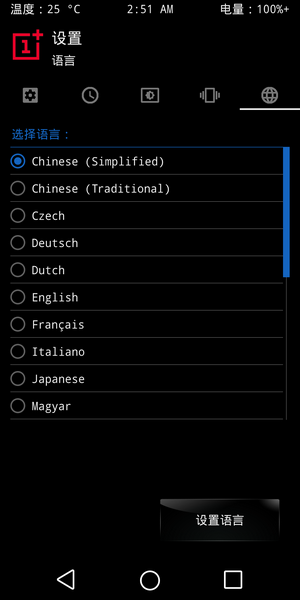 温度：25 °C 2:51 AM 电量：100%+
设置
语言
选择语言：
Chinese (Simplified)
Chinese (Traditional)
Czech
Deutsch
Dutch
English
Français
Italiano
Japanese
Magyar
设置语言